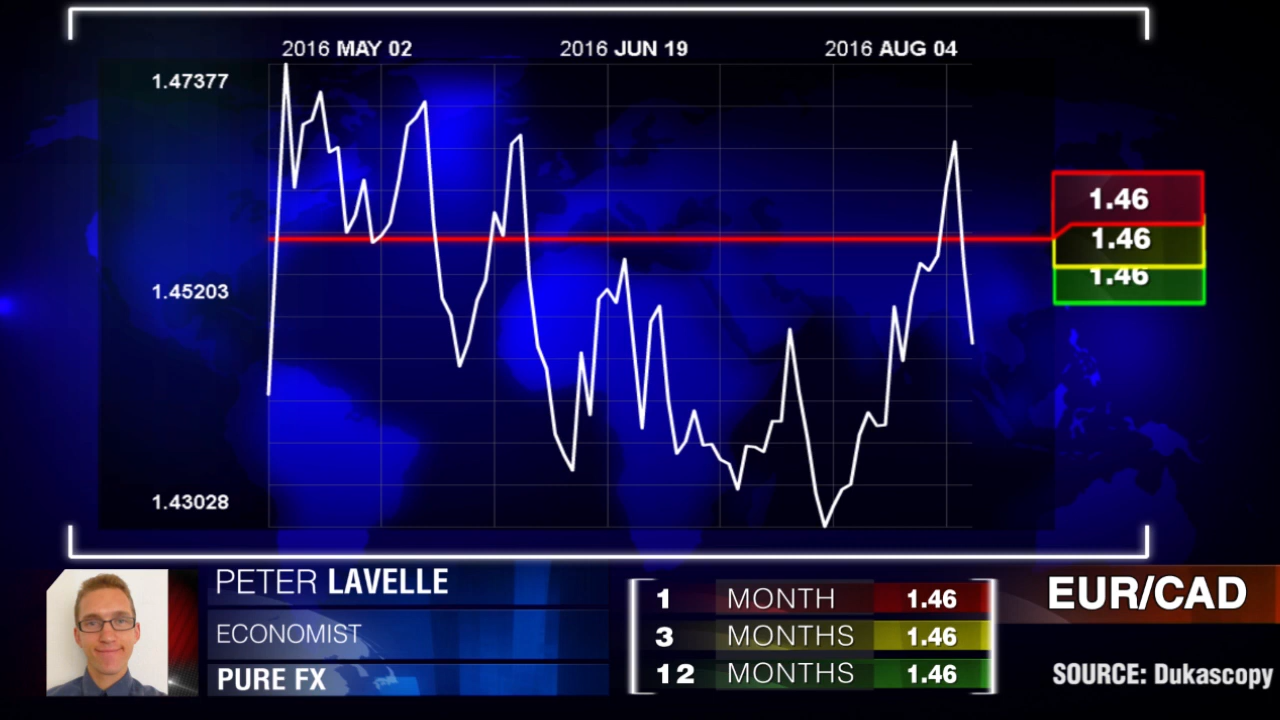 2016 MAY 02
2016 JUN 19
2016 AUG 04
1.47377
1.45203
1.43028
1.46
1.46
1.46
PETER LAVELLE
ECONOMIST
PURE FX
1 MONTH 1.46
3 MONTHS 1.46
12 MONTHS 1.46
EUR/CAD
SOURCE: Dukascopy